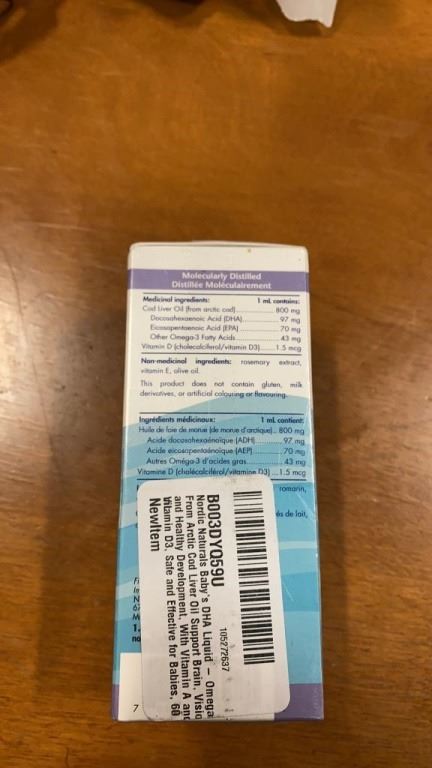 Molecularly Distilled
Distillée Moléculairement
Medicinal ingredients: 1 mL contains:
Cod Liver Oil (from arctic cod) 800 mg
Docosahexaenoic Acid (DHA) 97 mg
Eicosapentaenoic Acid (EPA) 70 mg
Other Omega-3 Fatty Acids 43 mg
Vitamin D (cholecalciferol/vitamin D3) 1.5 mcg
Non-medicinal ingredients: rosemary extract,
vitamin E, olive oil.
This product does not contain gluten, milk
derivatives, or artificial colouring or flavouring.
Ingrédients médicinaux: 1 mL contient:
Huile de foie de morue (de morue d'arctique) 800 mg
Acide docosahexaénoïque (ADH) 97 mg
Acide eicosapentaénoïque (AEP) 70 mg
Autres Oméga-3 d'acides gras 43 mg
Vitamine D (cholécalciférol/vitamine D3) 1.5 mcg
romarin,
és de lait,
B003DYQ59U
Nordic Naturals Baby's DHA Liquid - Omega
From Arctic Cod Liver Oil Support Brain, Visio
and Healthy Development, With Vitamin A and
Vitamin D3, Safe and Effective for Babies, 60
NewItem
105272637
7